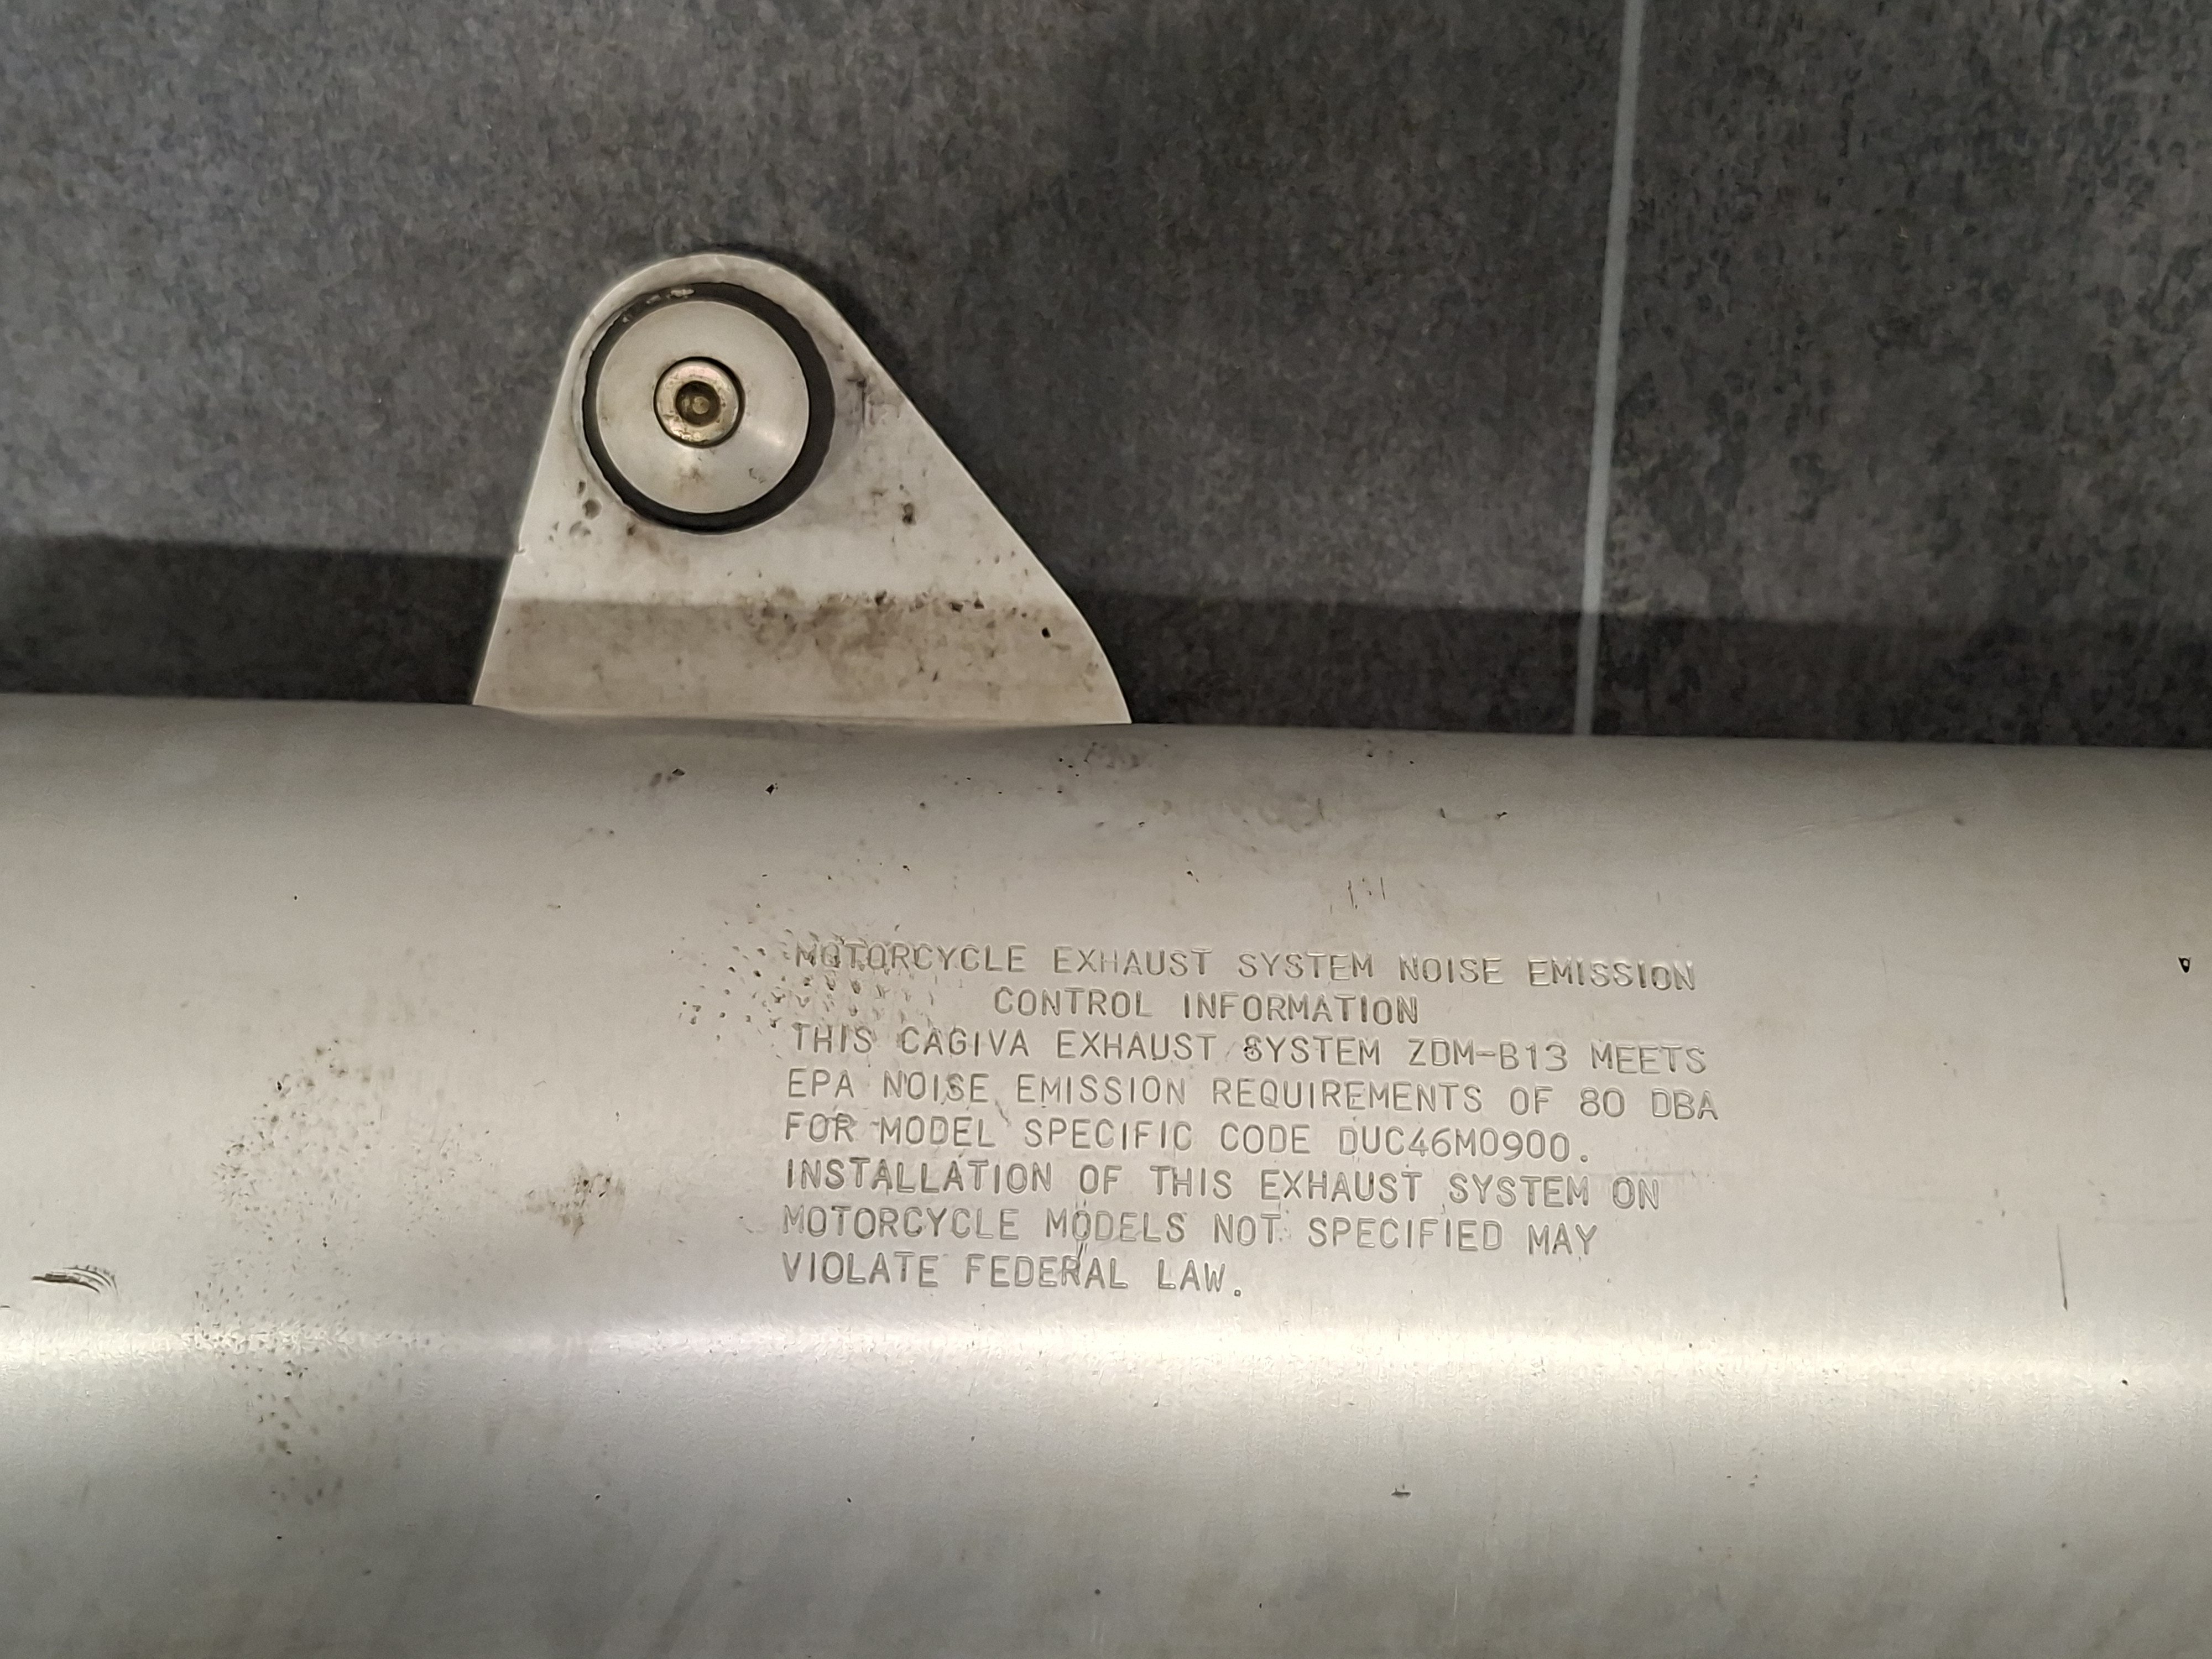 MOTORCYCLE EXHAUST SYSTEM NOISE EMISSION
CONTROL INFORMATION
THIS CAGIVA EXHAUST SYSTEM ZDM-B13 MEETS
EPA NOISE EMISSION REQUIREMENTS OF 80 DBA
FOR MODEL SPECIFIC CODE DUC46M0900.
INSTALLATION OF THIS EXHAUST SYSTEM ON
MOTORCYCLE MODELS NOT SPECIFIED MAY
VIOLATE FEDERAL LAW.